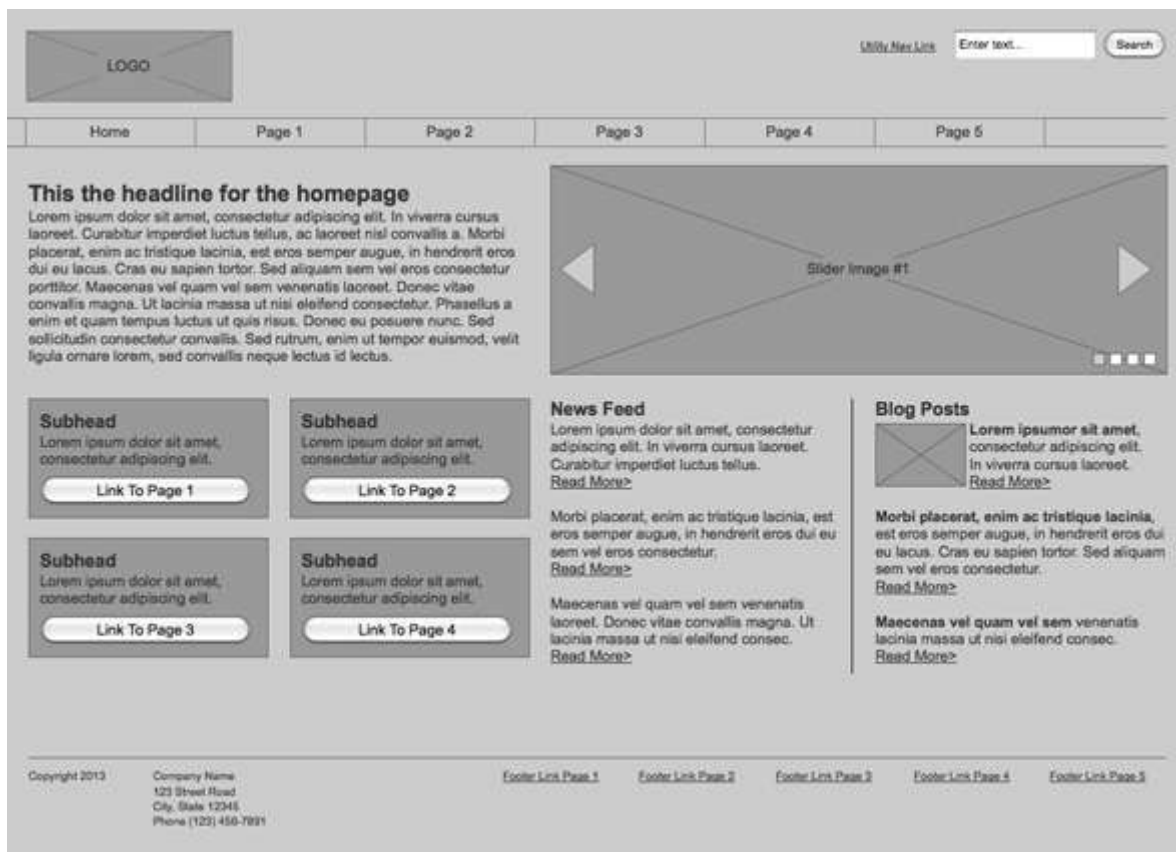 LOGO
Utility Nav Link
Enter text...
Search
Home
Page 1
Page 2
Page 3
Page 4
Page 5
This the headline for the homepage
Lorem ipsum dolor sit amet, consectetur adipiscing elit. In viverra cursus
laoreet. Curabitur imperdiet luctus tellus, ac laoreet nisl convallis a. Morbi
placerat, enim ac tristique lacinia, est eros semper augue, in hendrerit eros
dui eu lacus. Cras eu sapien tortor. Sed aliquam sem vel eros consectetur
porttitor. Maecenas vel quam vel sem venenatis laoreet. Donec vitae
convallis magna. Ut lacinia massa ut nisi eleifend consectetur. Phasellus a
enim et quam tempus luctus ut quis risus. Donec eu posuere nunc. Sed
sollicitudin consectetur convallis. Sed rutrum, enim ut tempor euismod, velit
ligula ornare lorem, sed convallis neque lectus id lectus.
Slider Image #1
Subhead
Lorem ipsum dolor sit amet,
consectetur adipiscing elit.
Link To Page 1
Subhead
Lorem ipsum dolor sit amet,
consectetur adipiscing elit.
Link To Page 2
Subhead
Lorem ipsum dolor sit amet,
consectetur adipiscing elit.
Link To Page 3
Subhead
Lorem ipsum dolor sit amet,
consectetur adipiscing elit.
Link To Page 4
News Feed
Lorem ipsum dolor sit amet, consectetur
adipiscing elit. In viverra cursus laoreet.
Curabitur imperdiet luctus tellus.
Read More>
Morbi placerat, enim ac tristique lacinia, est
eros semper augue, in hendrerit eros dui eu
sem vel eros consectetur.
Read More>
Maecenas vel quam vel sem venenatis
laoreet. Donec vitae convallis magna. Ut
lacinia massa ut nisi eleifend consec.
Read More>
Blog Posts
Lorem ipsumor sit amet,
consectetur adipiscing elit.
In viverra cursus laoreet.
Read More>
Morbi placerat, enim ac tristique lacinia,
est eros semper augue, in hendrerit eros dui
eu lacus. Cras eu sapien tortor. Sed aliquam
sem vel eros consectetur.
Read More>
Maecenas vel quam vel sem venenatis
lacinia massa ut nisi eleifend consec.
Read More>
Copyright 2013
Company Name
123 Street Road
City, State 12345
Phone (123) 456-7891
Footer Link Page 1
Footer Link Page 2
Footer Link Page 3
Footer Link Page 4
Footer Link Page 5